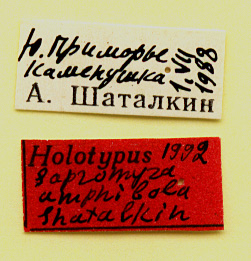 Ю. Приморье
Каменушка 1.VII
1988
А. Шаталкин
Holotypus 1992
Sapromyza
amphibola
Shatalkin